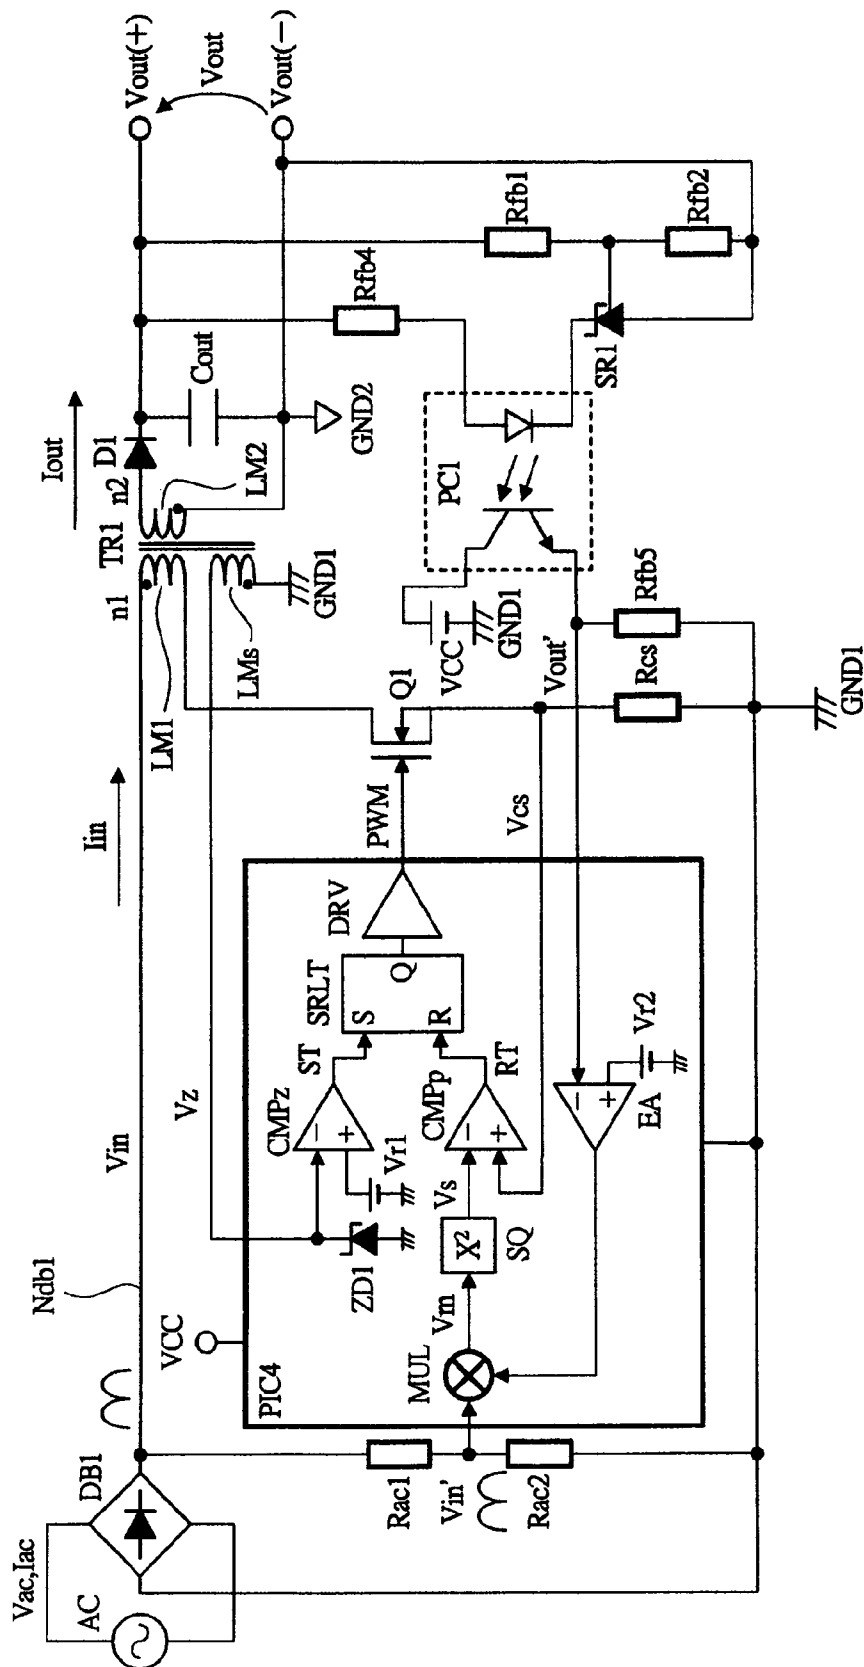 Vac,Iac
AC
DB1
Ndb1
Vin
Iin
n1
TR1
n2
D1
Iout
Vout(+)
Vout
Vout(−)
LM1
LMs
LM2
GND1
Cout
GND2
Vz
VCC
PIC4
ZD1
Vr1
CMPz
ST
SRLT
S
R
Q
DRV
PWM
Q1
VCC
GND1
PC1
Rfb4
Rfb1
Rfb2
SR1
Rac1
Vin'
Rac2
MUL
Vm
X²
SQ
Vs
CMPp
RT
Vcs
Vout'
EA
Vr2
Rcs
Rfb5
GND1
−
+
−
+
−
+